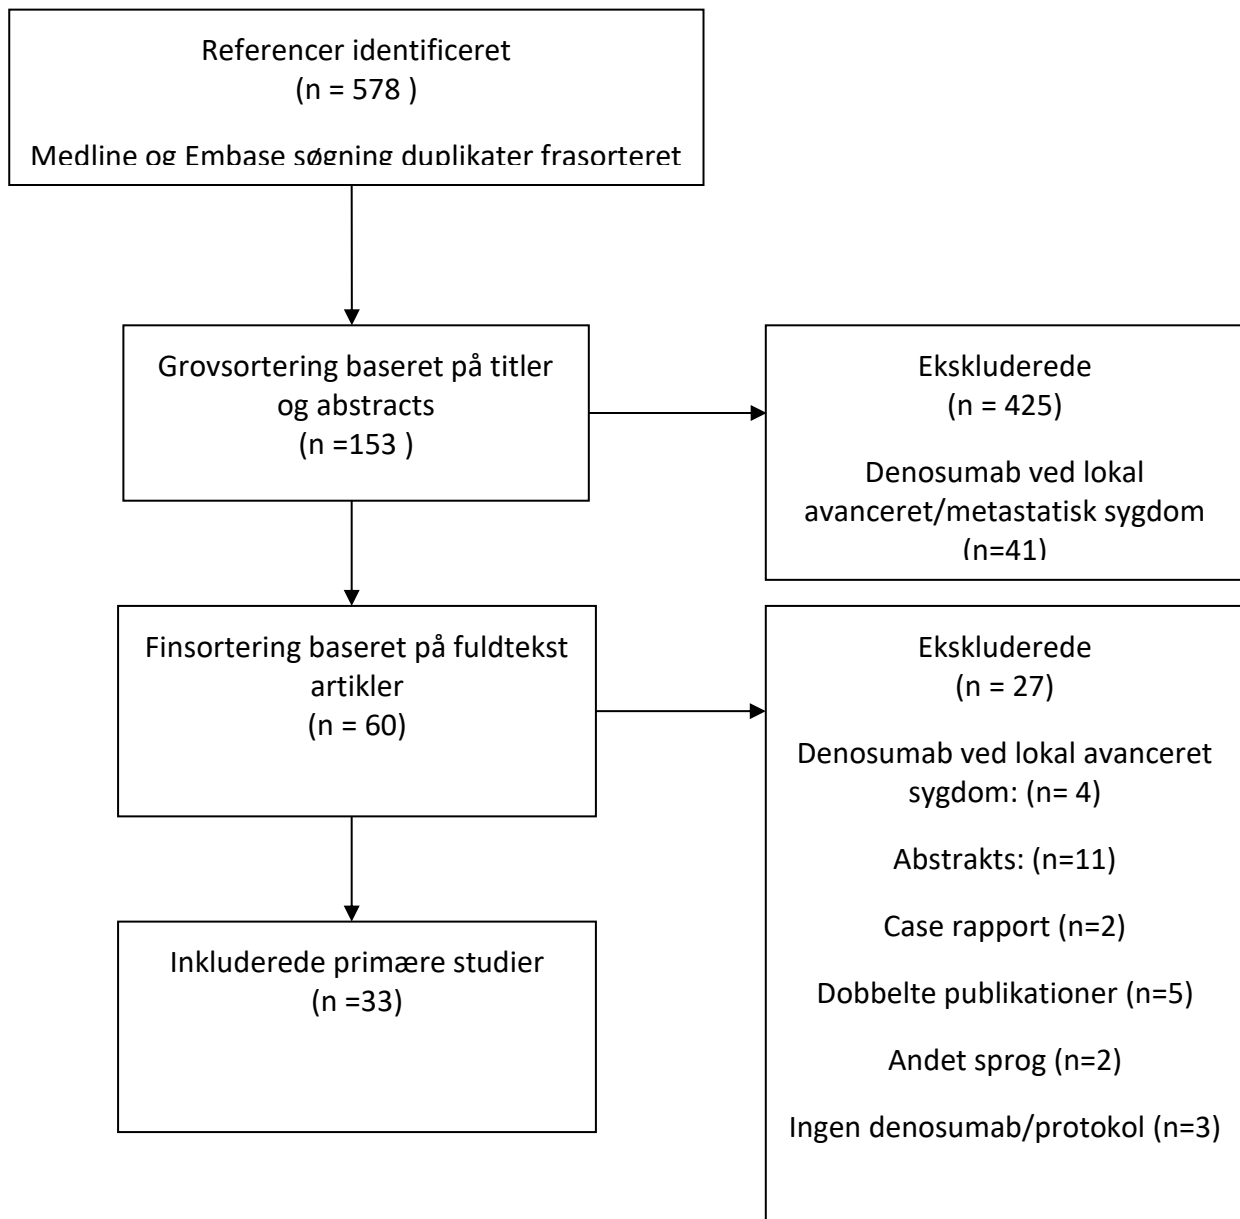 Referencer identificeret
(n = 578 )
Medline og Embase søgning duplikater frasorteret
Grovsortering baseret på titler
og abstracts
(n =153 )
Ekskluderede
(n = 425)
Denosumab ved lokal
avanceret/metastatisk sygdom
(n=41)
Finsortering baseret på fuldtekst
artikler
(n = 60)
Ekskluderede
(n = 27)
Denosumab ved lokal avanceret
sygdom: (n= 4)
Abstrakts: (n=11)
Case rapport (n=2)
Dobbelte publikationer (n=5)
Andet sprog (n=2)
Ingen denosumab/protokol (n=3)
Inkluderede primære studier
(n =33)